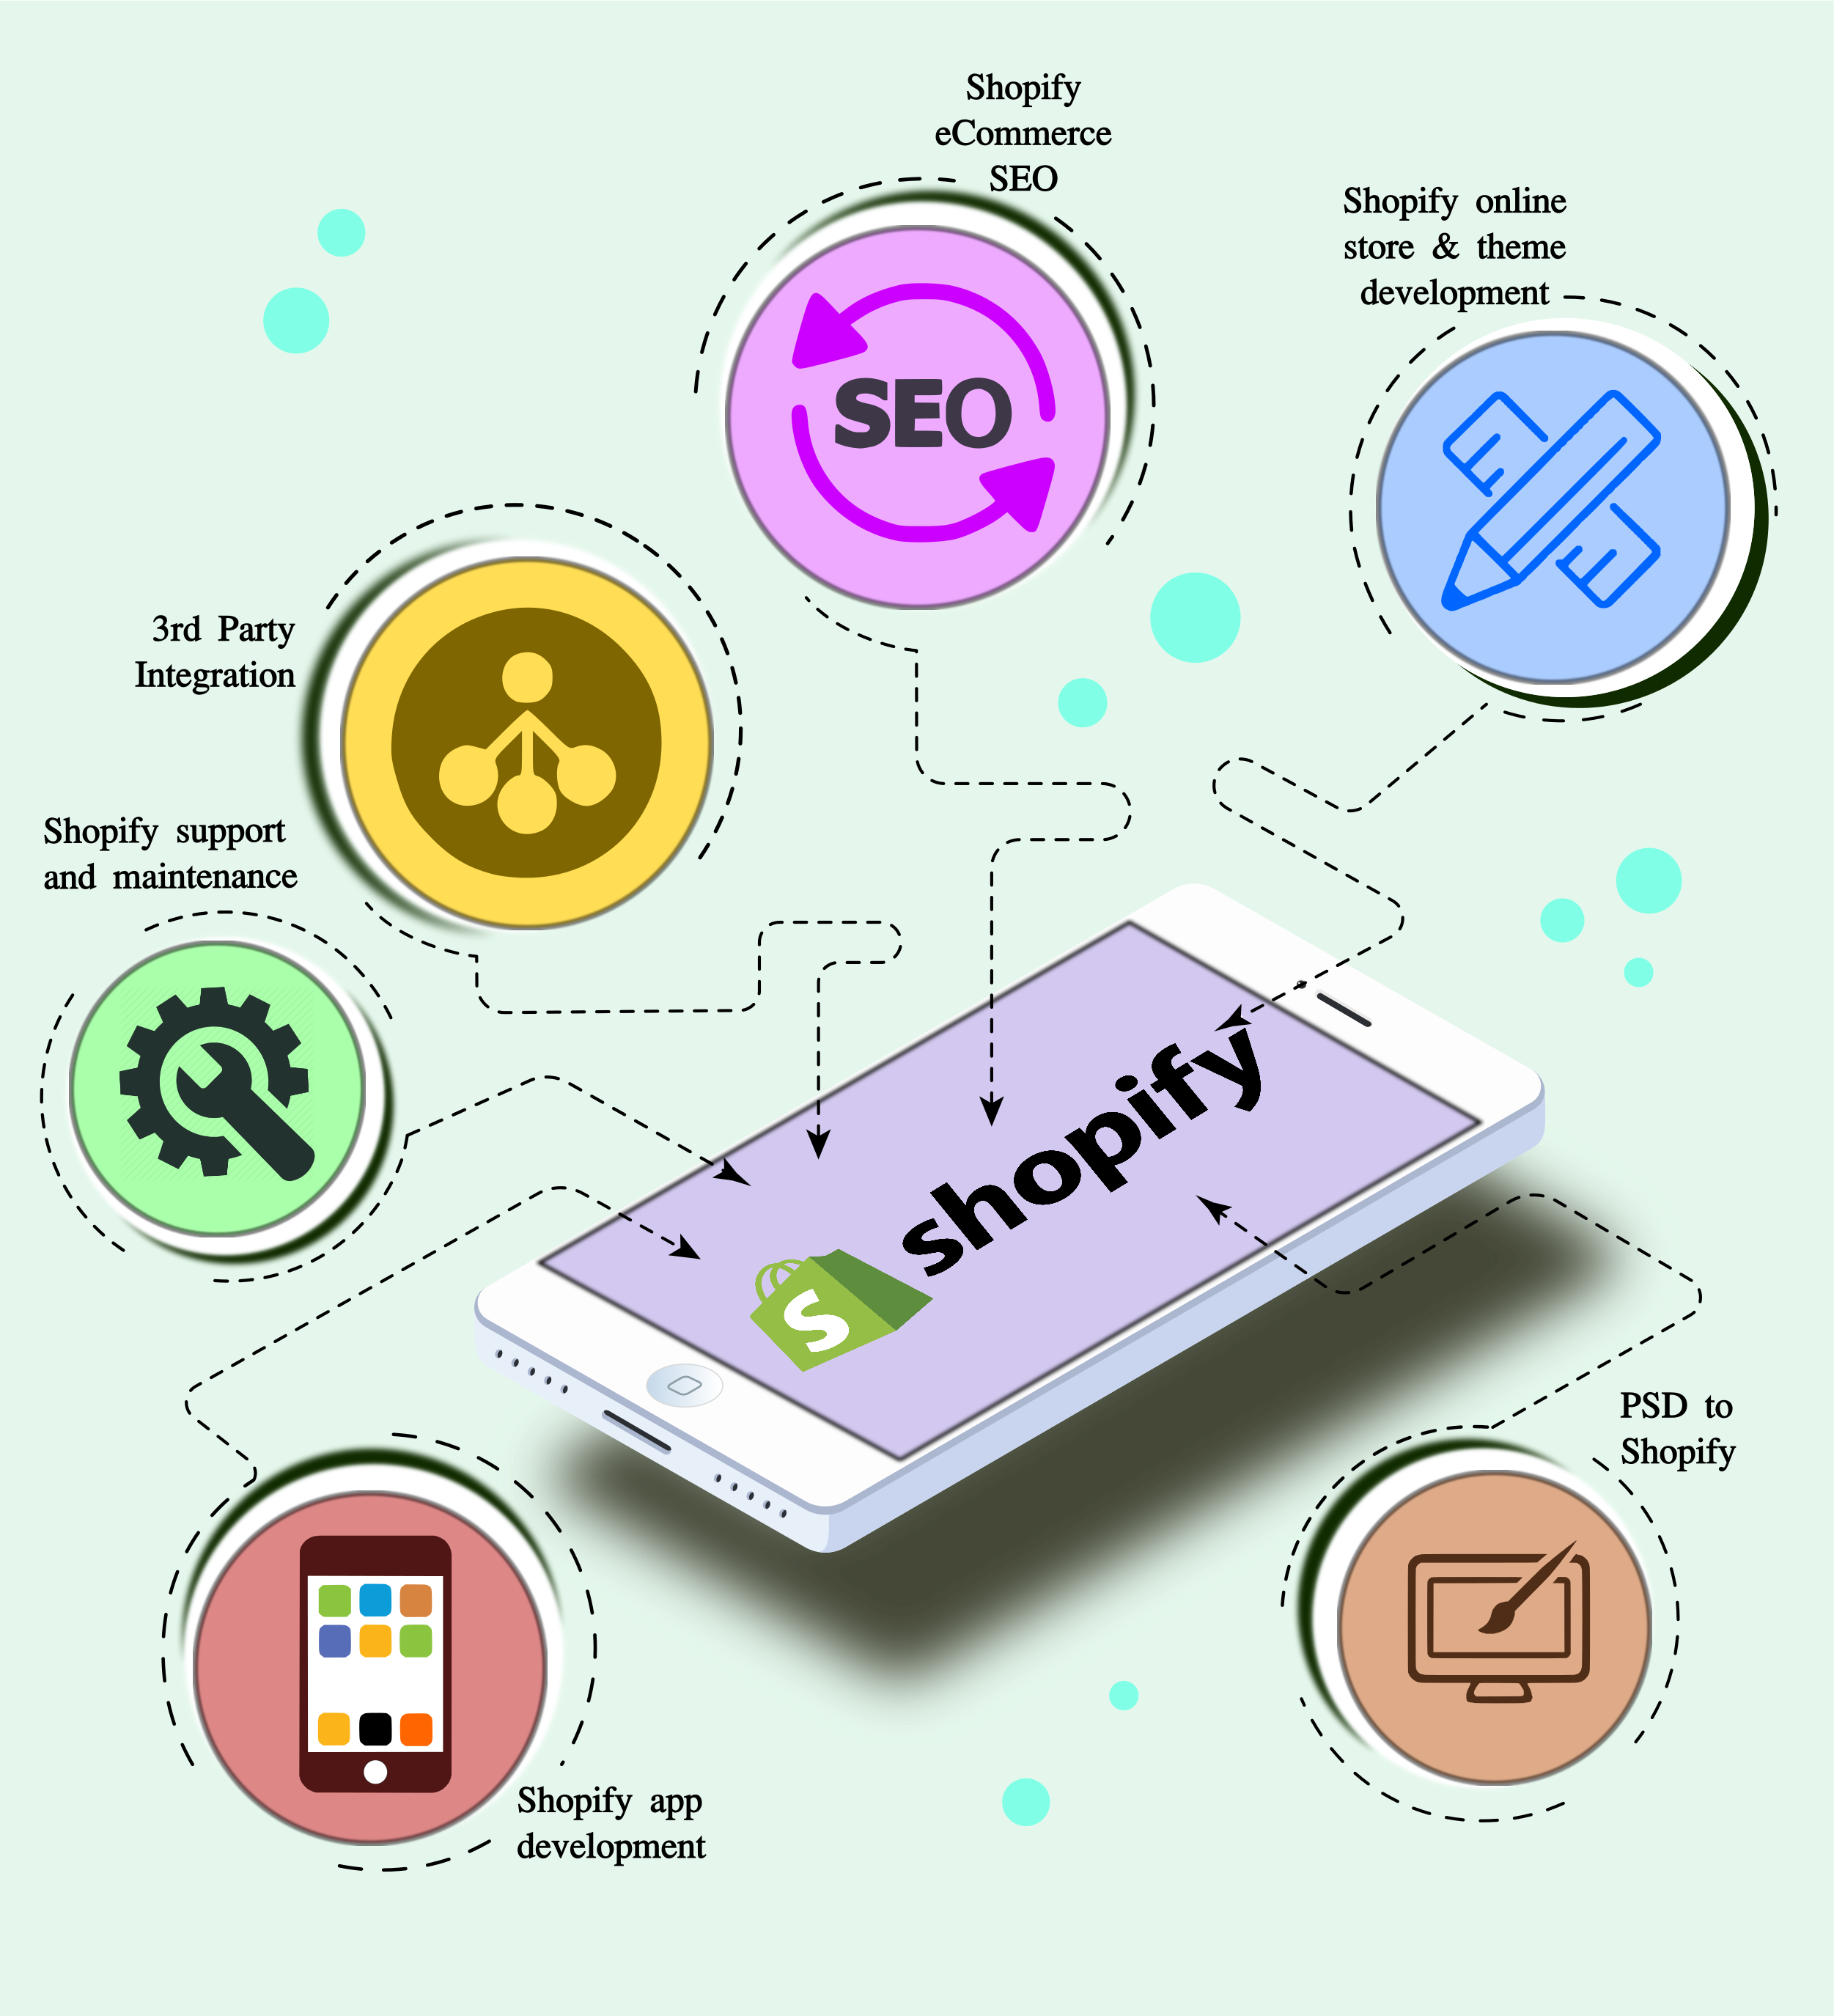 Shopify
eCommerce
SEO
Shopify online
store & theme
development
SEO
3rd Party
Integration
Shopify support
and maintenance
shopify
S
PSD to
Shopify
Shopify app
development